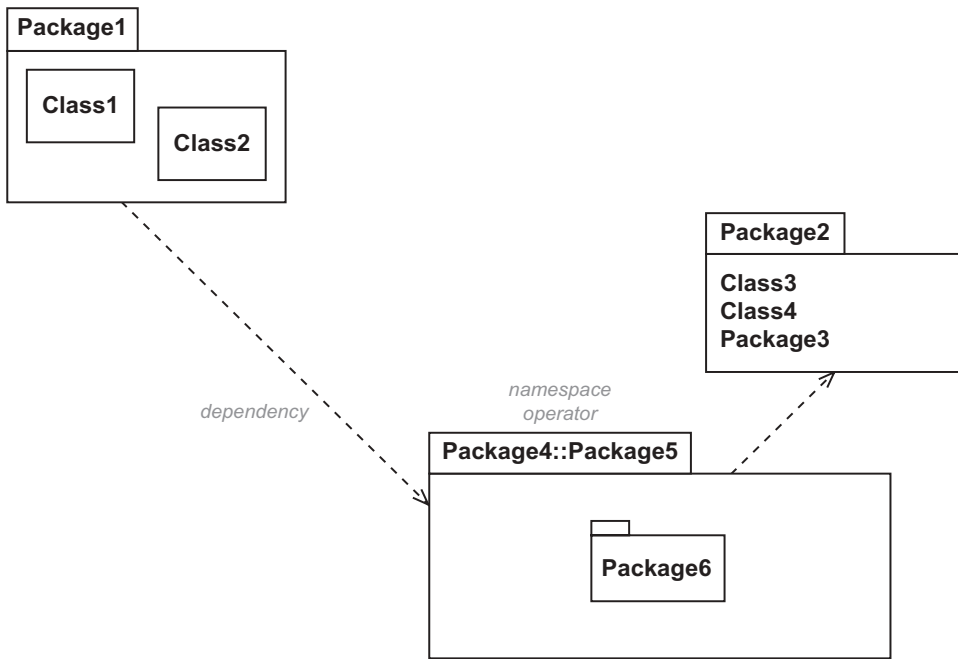 Package1
Class1
Class2
Package2
Class3
Class4
Package3
dependency
namespace
operator
Package4::Package5
Package6